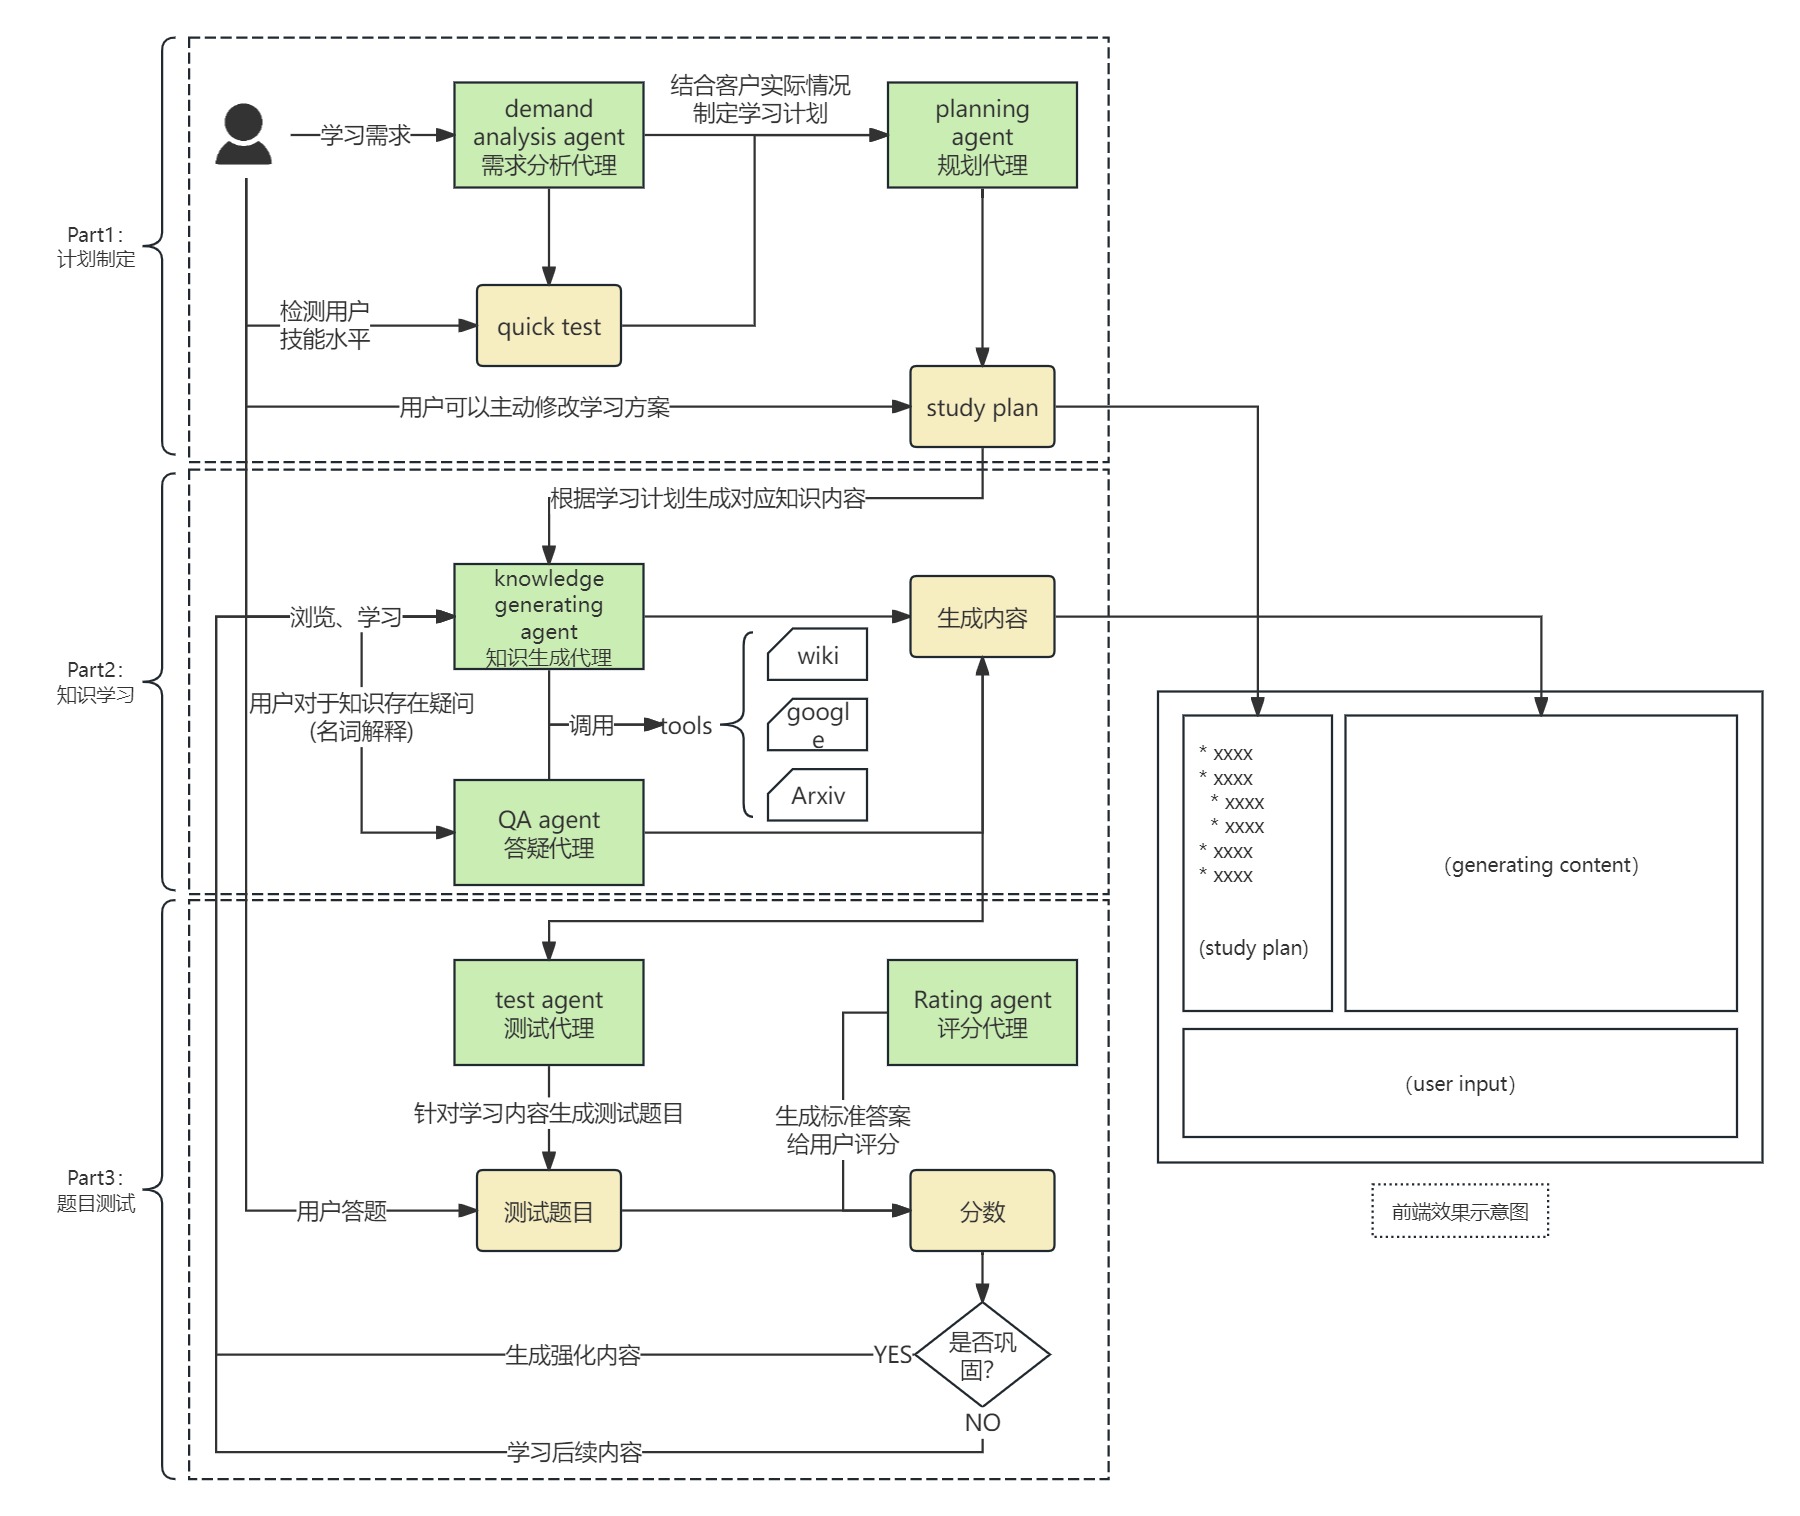 Part1：
计划制定
学习需求
demand
analysis agent
需求分析代理
结合客户实际情况
制定学习计划
planning
agent
规划代理
检测用户
技能水平
quick test
用户可以主动修改学习方案
study plan
Part2：
知识学习
根据学习计划生成对应知识内容
浏览、学习
knowledge
generating
agent
知识生成代理
生成内容
用户对于知识存在疑问
(名词解释)
调用
tools
wiki
googl
e
Arxiv
QA agent
答疑代理
Part3：
题目测试
test agent
测试代理
Rating agent
评分代理
针对学习内容生成测试题目
生成标准答案
给用户评分
用户答题
测试题目
分数
是否巩
固？
YES
生成强化内容
NO
学习后续内容
* xxxx
* xxxx
* xxxx
* xxxx
* xxxx
* xxxx
（study plan）
（generating content）
（user input）
前端效果示意图